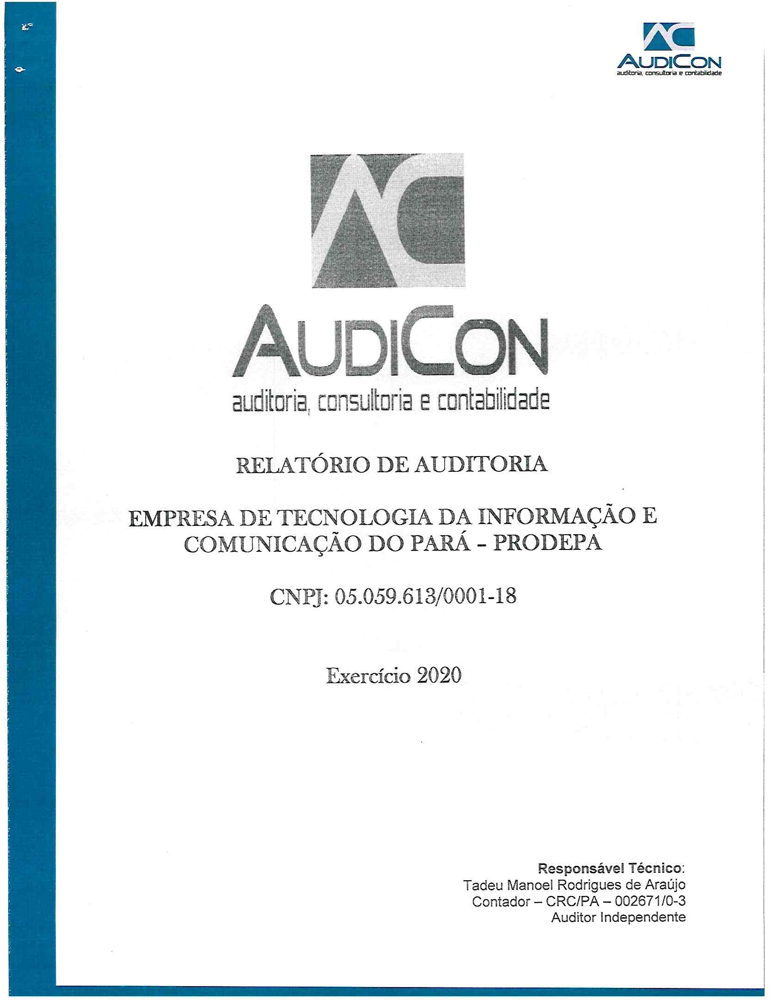 AC
AUDICON
auditoria, consultoria e contabilidade
AC
AUDICON
auditoria, consultoria e contabilidade
RELATÓRIO DE AUDITORIA
EMPRESA DE TECNOLOGIA DA INFORMAÇÃO E
COMUNICAÇÃO DO PARÁ – PRODEPA
CNPJ: 05.059.613/0001-18
Exercício 2020
Responsável Técnico:
Tadeu Manoel Rodrigues de Araújo
Contador – CRC/PA – 002671/0-3
Auditor Independente